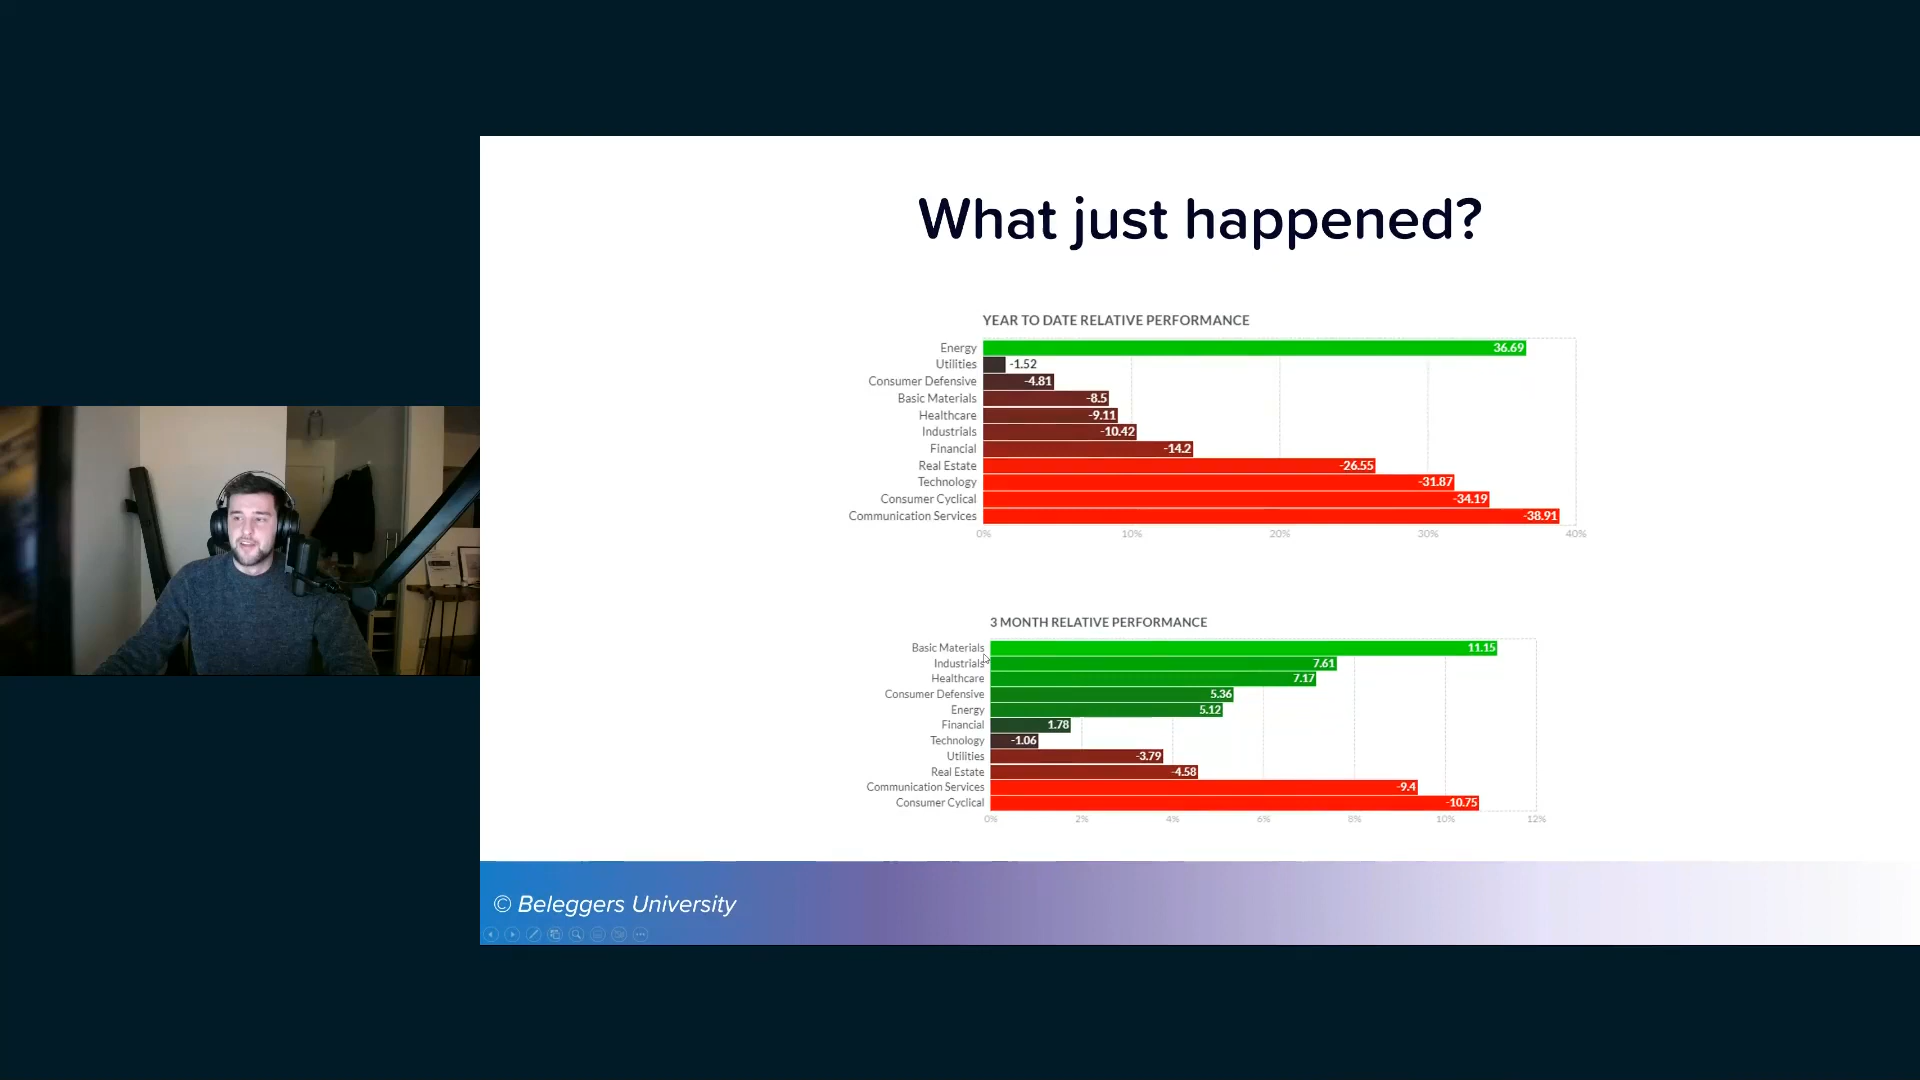 What just happened?
YEAR TO DATE RELATIVE PERFORMANCE
Energy 36.69
Utilities -1.52
Consumer Defensive -4.81
Basic Materials -8.5
Healthcare -9.11
Industrials -10.42
Financial -14.2
Real Estate -26.55
Technology -31.87
Consumer Cyclical -34.19
Communication Services -38.91
0% 10% 20% 30% 40%
3 MONTH RELATIVE PERFORMANCE
Basic Materials 11.15
Industrials 7.61
Healthcare 7.17
Consumer Defensive 5.36
Energy 5.12
Financial 1.78
Technology -1.06
Utilities -3.79
Real Estate -4.58
Communication Services -9.4
Consumer Cyclical -10.75
0% 2% 4% 6% 8% 10% 12%
© Beleggers University